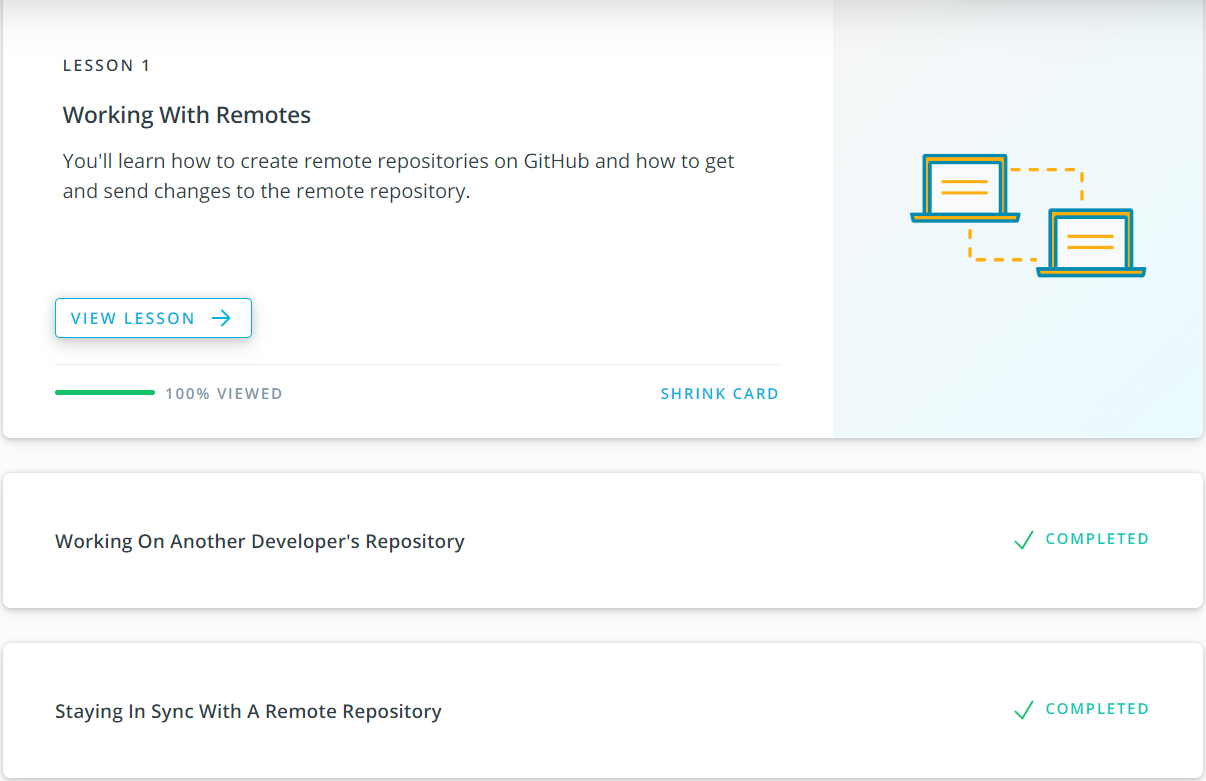 LESSON 1
Working With Remotes
You'll learn how to create remote repositories on GitHub and how to get
and send changes to the remote repository.
VIEW LESSON
100% VIEWED
SHRINK CARD
Working On Another Developer's Repository
COMPLETED
Staying In Sync With A Remote Repository
COMPLETED